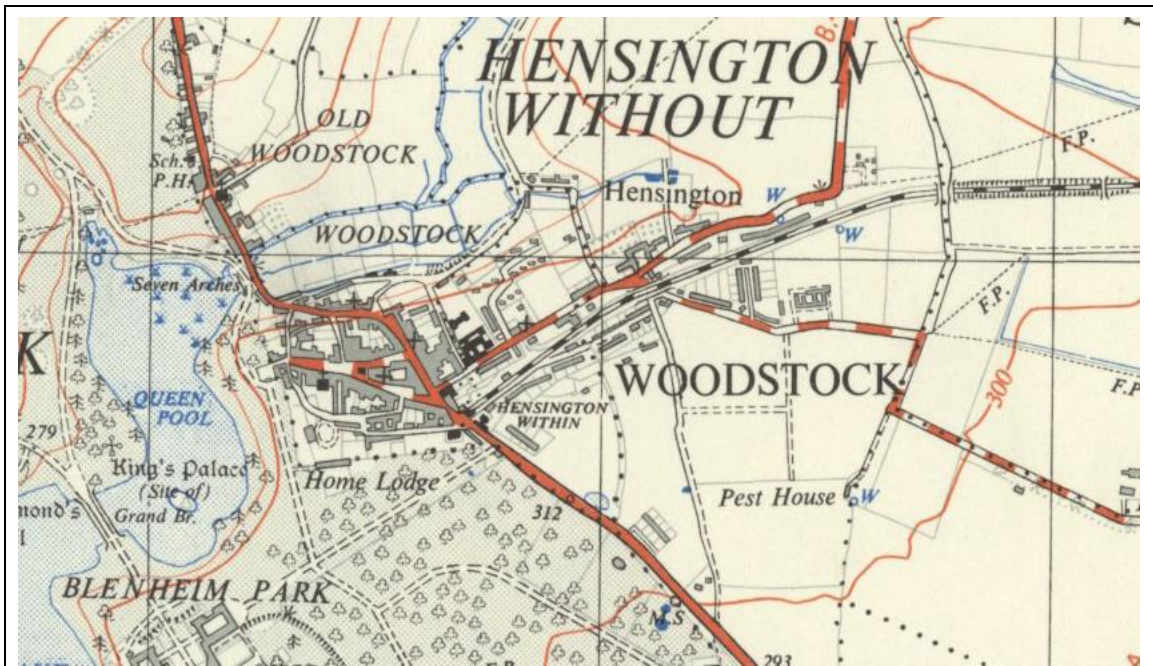 HENSINGTON
WITHOUT
B.
OLD
WOODSTOCK
Sch.
P.H.
F.P.
Hensington
W
W
WOODSTOCK
Seven Arches
F.P.
K
WOODSTOCK
300
F.P.
QUEEN
POOL
HENSINGTON
WITHIN
279
King's Palace
(Site of)
Grand Br.
mond's
Home Lodge
312
Pest House
W
BLENHEIM PARK
M.S
293
F.P.